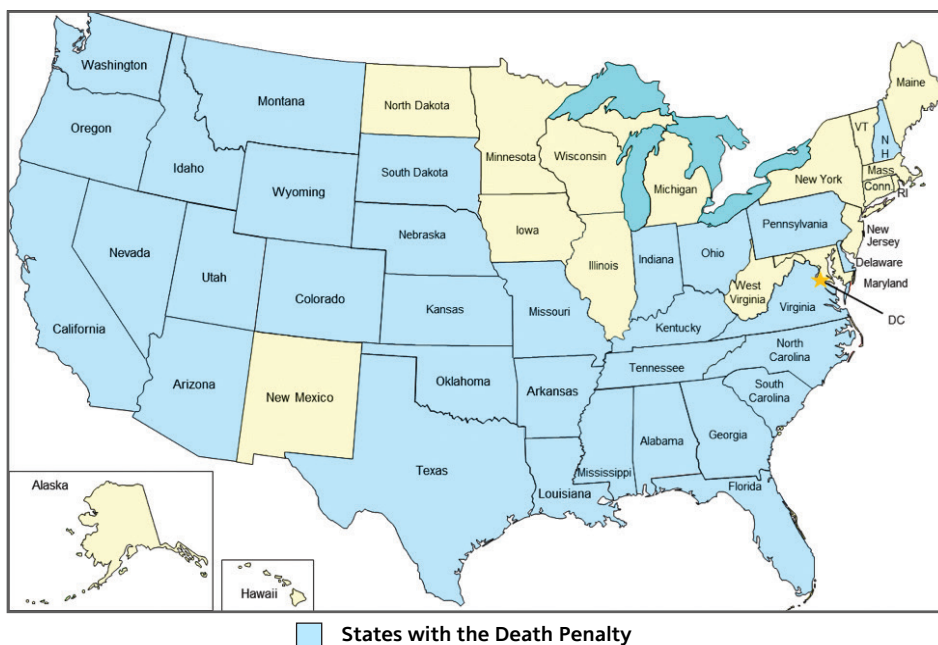 Washington
Montana
North Dakota
Minnesota
Maine
VT
N
H
Oregon
Idaho
Wyoming
South Dakota
Wisconsin
Michigan
New York
Mass.
Conn.
RI
Nevada
Utah
Colorado
Nebraska
Iowa
Illinois
Indiana
Ohio
Pennsylvania
New
Jersey
Delaware
Maryland
West
Virginia
Virginia
DC
California
Kansas
Missouri
Kentucky
Arizona
New Mexico
Oklahoma
Arkansas
Tennessee
North
Carolina
South
Carolina
Texas
Louisiana
Mississippi
Alabama
Georgia
Florida
Alaska
Hawaii
States with the Death Penalty